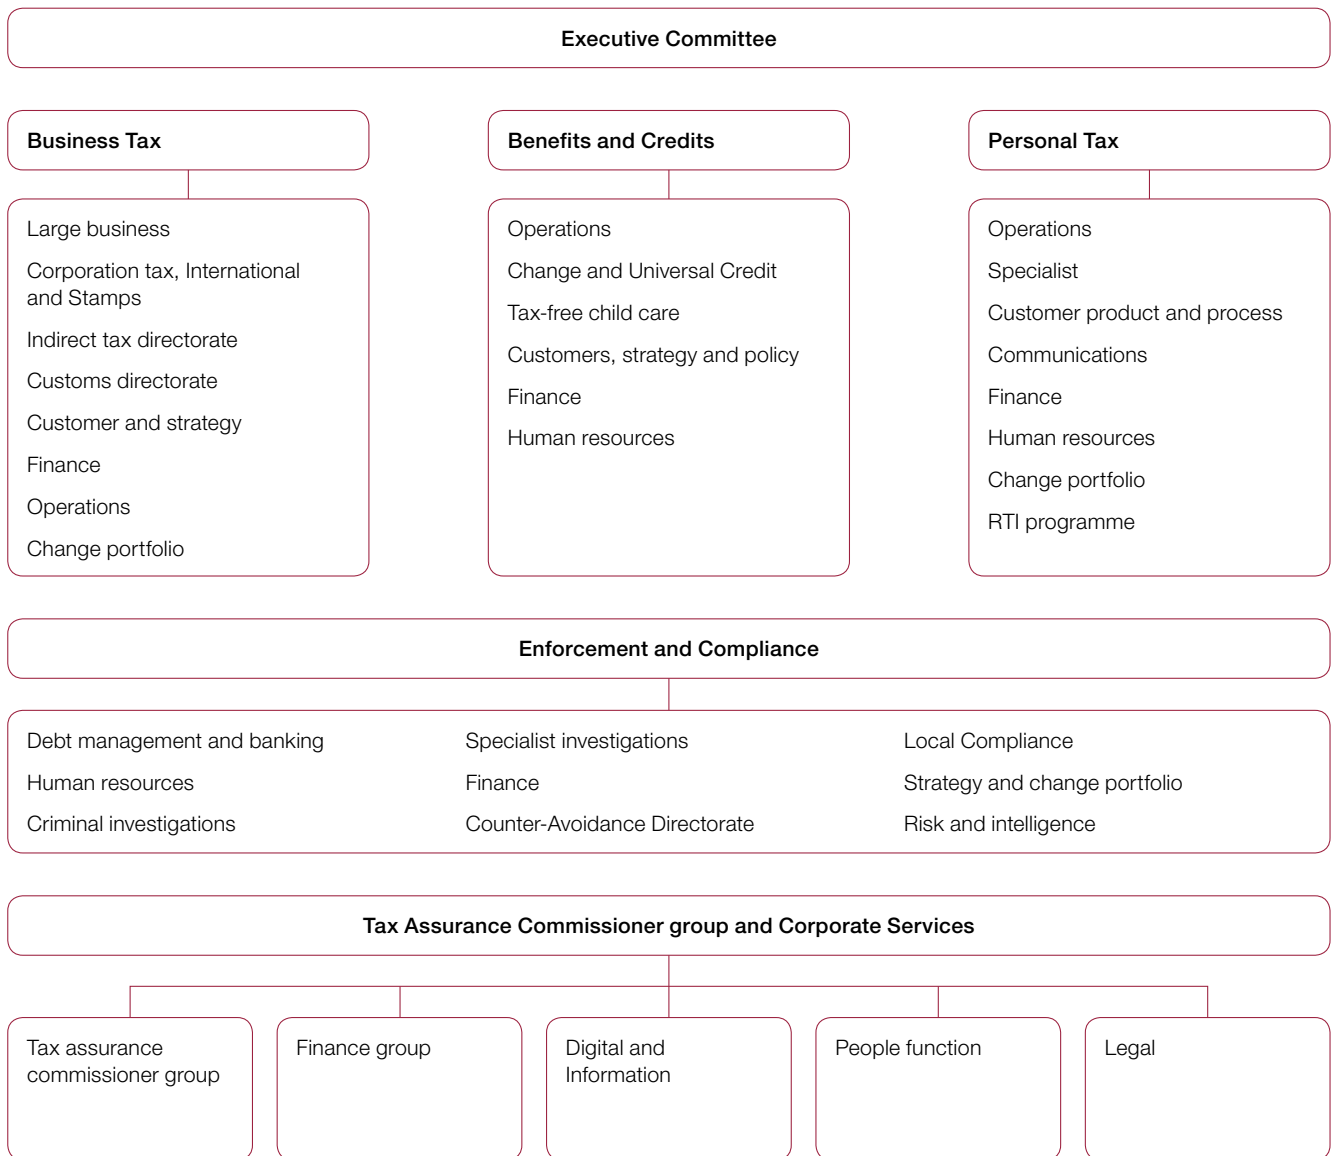 Executive Committee
Business Tax
Large business
Corporation tax, International
and Stamps
Indirect tax directorate
Customs directorate
Customer and strategy
Finance
Operations
Change portfolio
Benefits and Credits
Operations
Change and Universal Credit
Tax-free child care
Customers, strategy and policy
Finance
Human resources
Personal Tax
Operations
Specialist
Customer product and process
Communications
Finance
Human resources
Change portfolio
RTI programme
Enforcement and Compliance
Debt management and banking
Human resources
Criminal investigations
Specialist investigations
Finance
Counter-Avoidance Directorate
Local Compliance
Strategy and change portfolio
Risk and intelligence
Tax Assurance Commissioner group and Corporate Services
Tax assurance
commissioner group
Finance group
Digital and
Information
People function
Legal